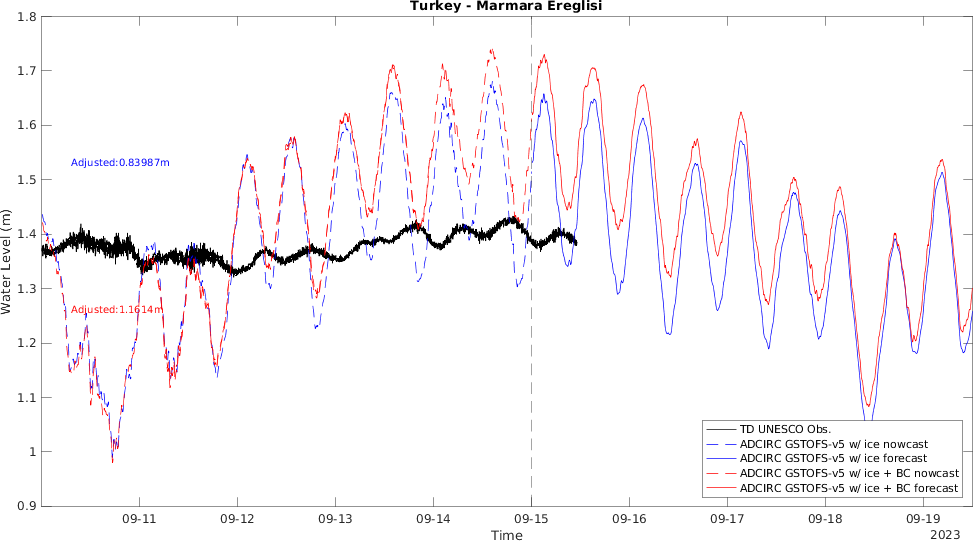 Turkey - Marmara Ereglisi
1.8
1.7
1.6
1.5
1.4
1.3
1.2
1.1
1
0.9
Water Level (m)
Adjusted:0.83987m
Adjusted:1.1614m
TD UNESCO Obs.
ADCIRC GSTOFS-v5 w/ ice nowcast
ADCIRC GSTOFS-v5 w/ ice forecast
ADCIRC GSTOFS-v5 w/ ice + BC nowcast
ADCIRC GSTOFS-v5 w/ ice + BC forecast
09-11 09-12 09-13 09-14 09-15 09-16 09-17 09-18 09-19
Time
2023